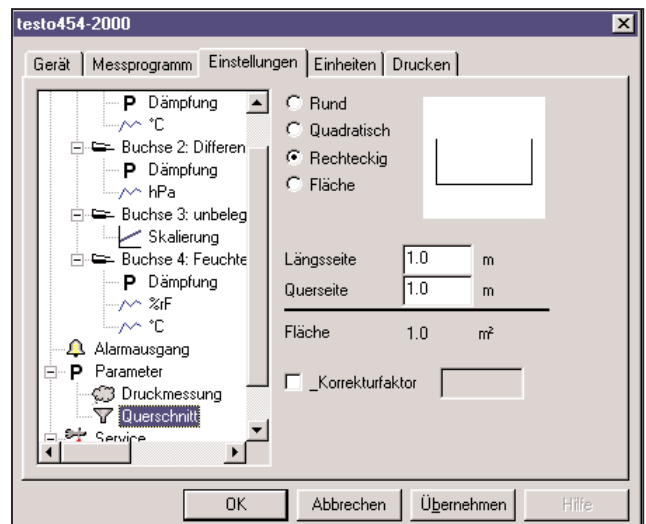 testo454-2000
Gerät Messprogramm Einstellungen Einheiten Drucken
P Dämpfung
°C
Buchse 2: Differen
P Dämpfung
hPa
Buchse 3: unbeleg
Skalierung
Buchse 4: Feuchte
P Dämpfung
%rF
°C
Alarmausgang
P Parameter
Druckmessung
Querschnitt
Service
Rund
Quadratisch
Rechteckig
Fläche
Längsseite 1.0 m
Querseite 1.0 m
Fläche 1.0 m²
_Korrekturfaktor
OK Abbrechen Übernehmen Hilfe